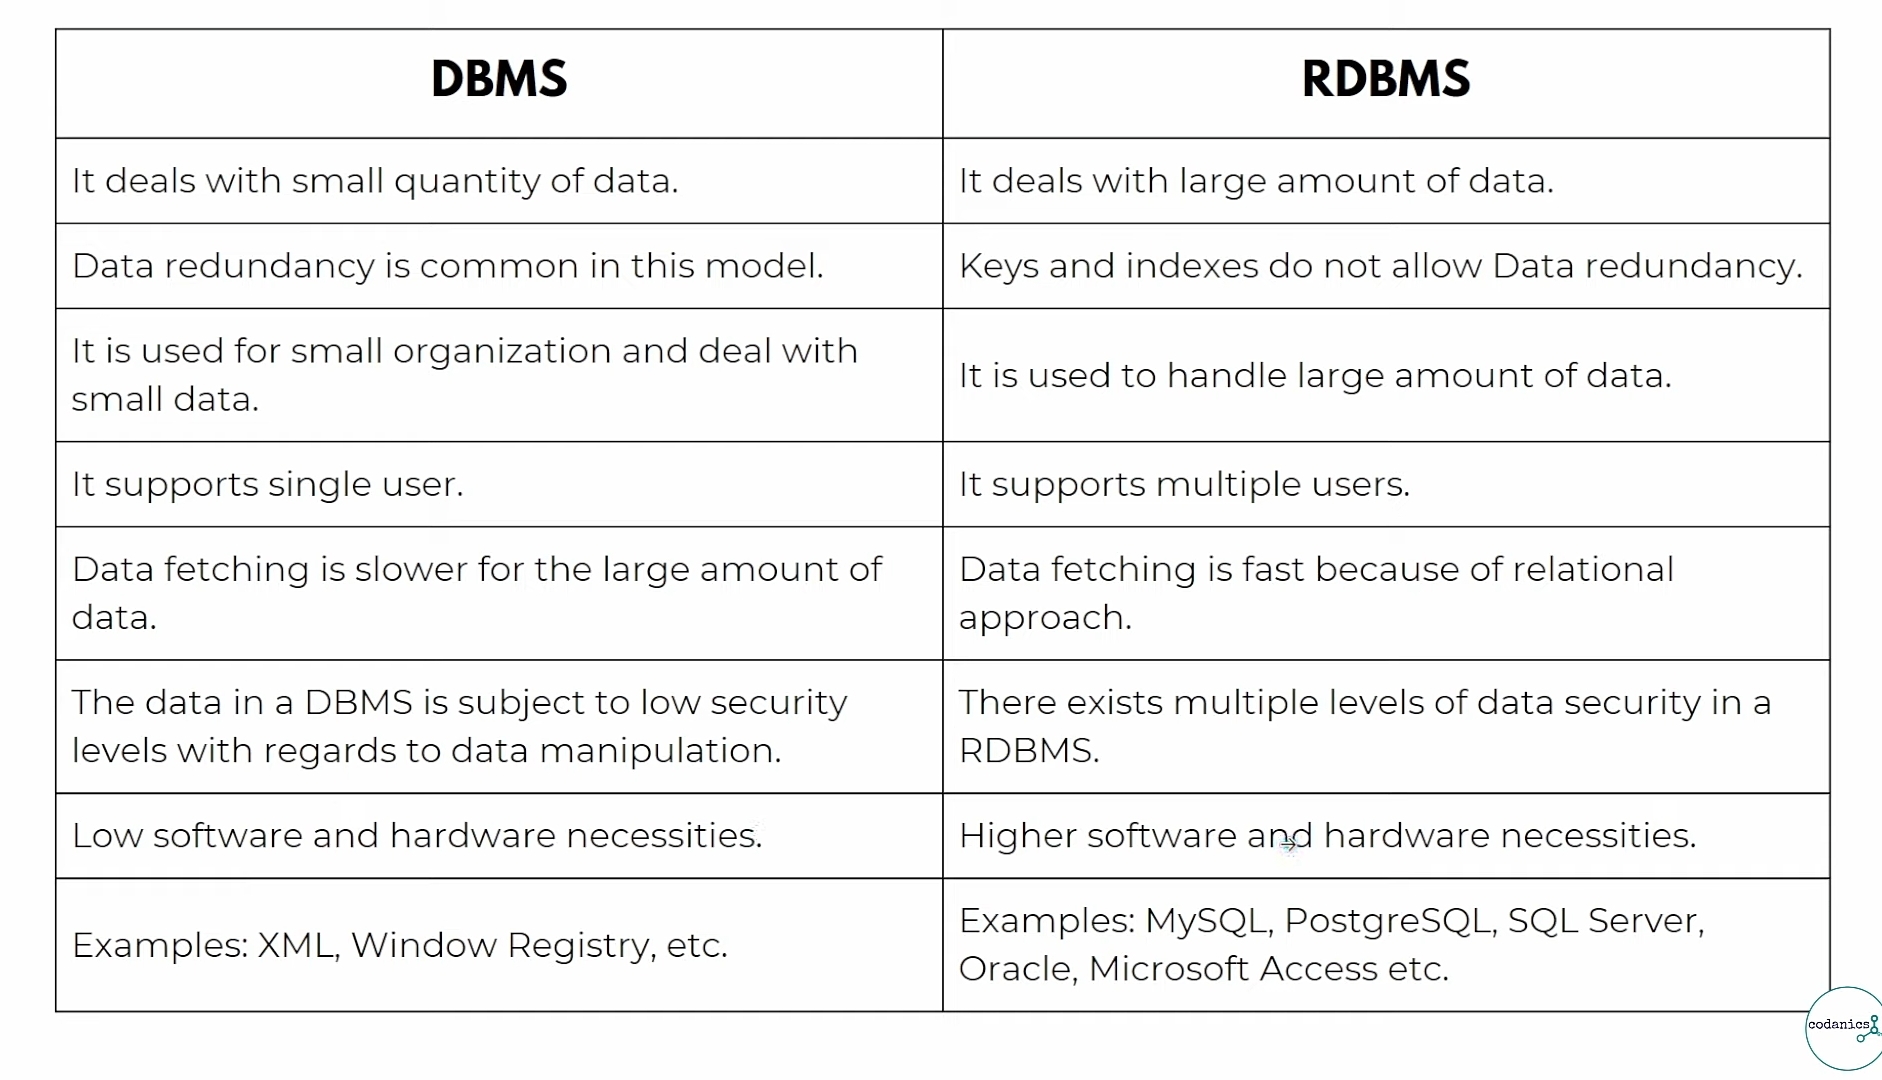 DBMS
RDBMS
It deals with small quantity of data.
It deals with large amount of data.
Data redundancy is common in this model.
Keys and indexes do not allow Data redundancy.
It is used for small organization and deal with
small data.
It is used to handle large amount of data.
It supports single user.
It supports multiple users.
Data fetching is slower for the large amount of
data.
Data fetching is fast because of relational
approach.
The data in a DBMS is subject to low security
levels with regards to data manipulation.
There exists multiple levels of data security in a
RDBMS.
Low software and hardware necessities.
Higher software and hardware necessities.
Examples: XML, Window Registry, etc.
Examples: MySQL, PostgreSQL, SQL Server,
Oracle, Microsoft Access etc.
codanics